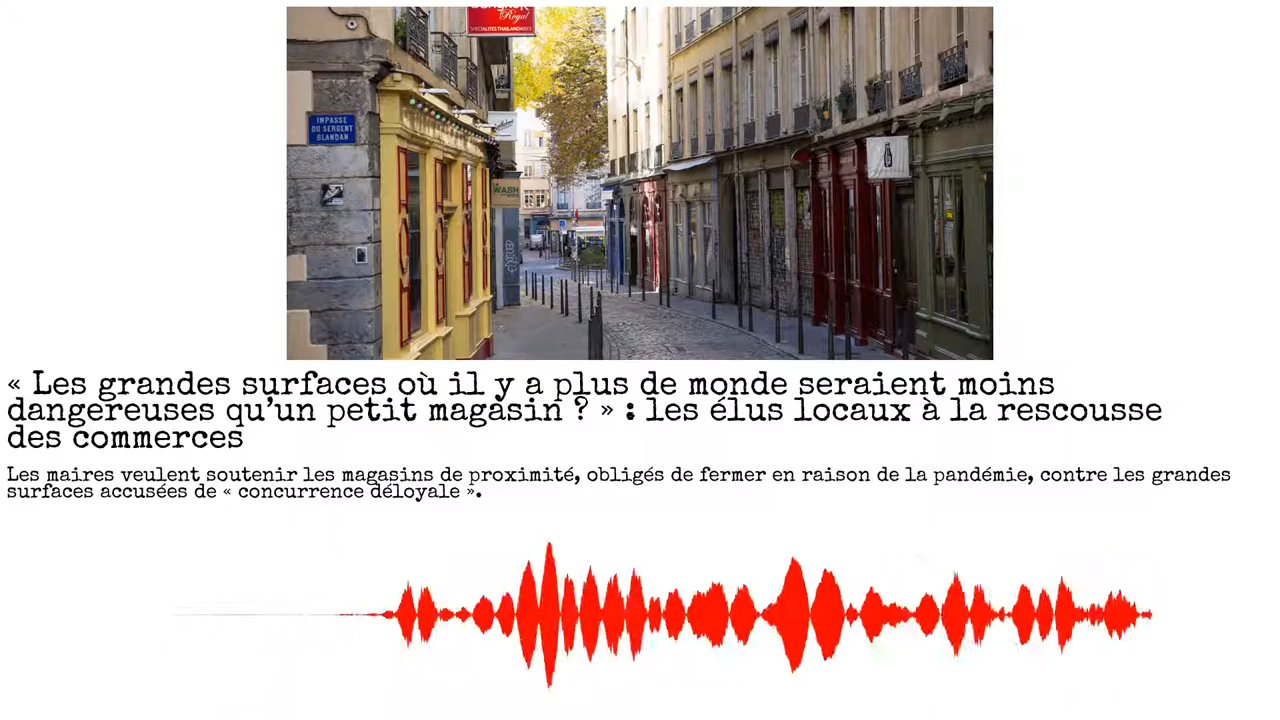 Royal
SPECIALITES THAILANDAISES
IMPASSE
DU SERGENT
BLANDAN
WASH
« Les grandes surfaces où il y a plus de monde seraient moins
dangereuses qu’un petit magasin ? » : les élus locaux à la rescousse
des commerces
Les maires veulent soutenir les magasins de proximité, obligés de fermer en raison de la pandémie, contre les grandes
surfaces accusées de « concurrence déloyale ».